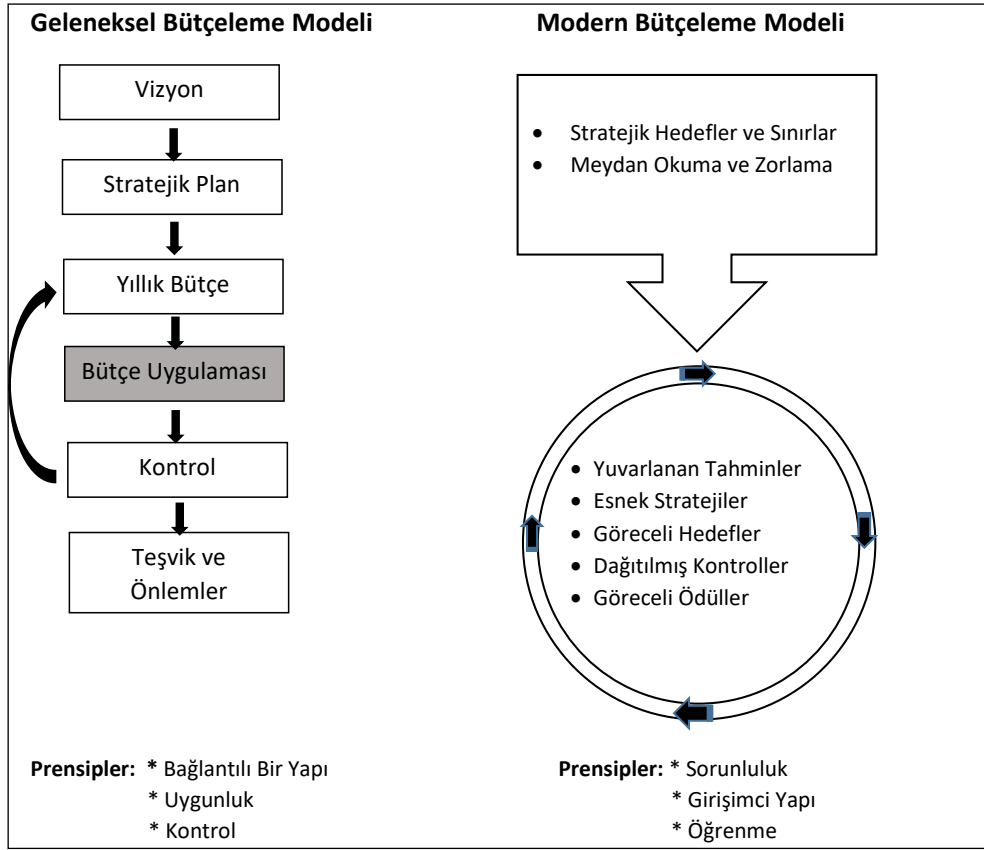 Geleneksel Bütçeleme Modeli
Vizyon
Stratejik Plan
Yıllık Bütçe
Bütçe Uygulaması
Kontrol
Teşvik ve
Önlemler
Prensipler: * Bağlantılı Bir Yapı
* Uygunluk
* Kontrol
Modern Bütçeleme Modeli
• Stratejik Hedefler ve Sınırlar
• Meydan Okuma ve Zorlama
• Yuvarlanan Tahminler
• Esnek Stratejiler
• Göreceli Hedefler
• Dağıtılmış Kontroller
• Göreceli Ödüller
Prensipler: * Sorunluluk
* Girişimci Yapı
* Öğrenme